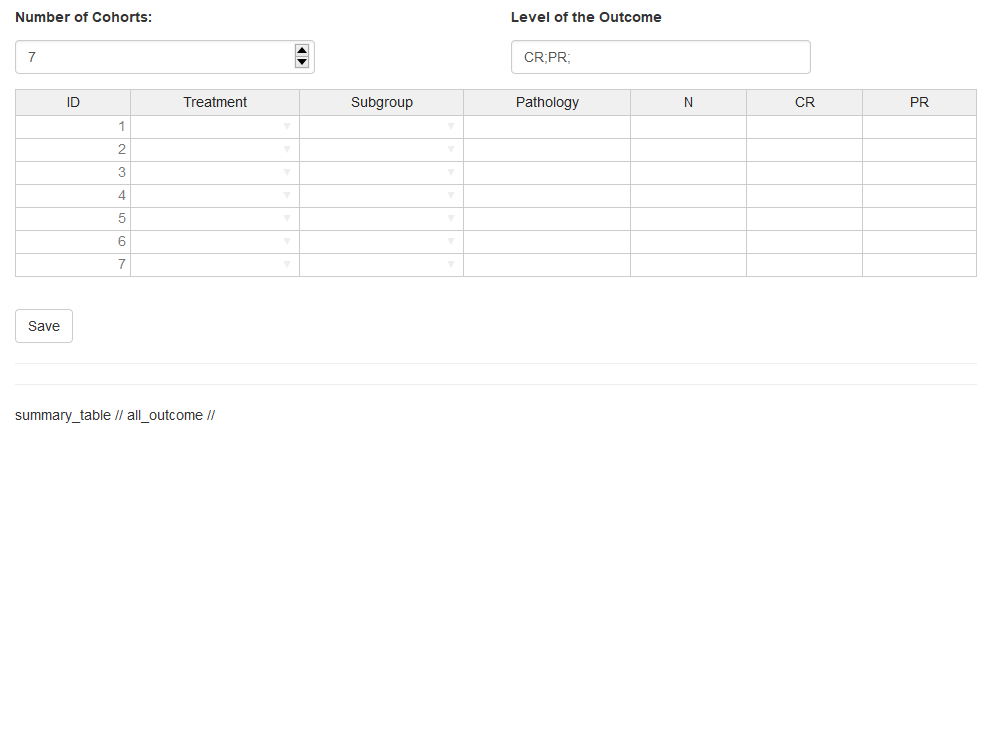 Number of Cohorts: Level of the Outcome
7 CR;PR;
ID Treatment Subgroup Pathology N CR PR
1
2
3
4
5
6
7
Save
summary_table // all_outcome //